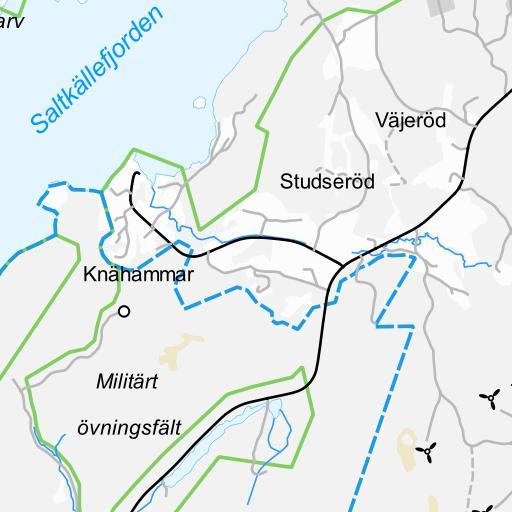 arv
Saltkällefjorden
Väjeröd
Studseröd
Knähammar
Militärt
övningsfält